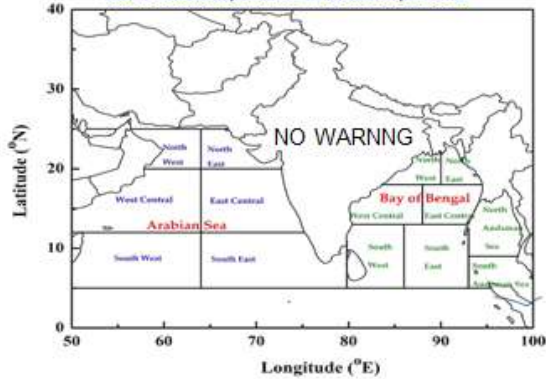 40
30
20
10
0
Latitude (°N)
NO WARNNG
North
West
North
East
North
West
North
East
West Central
East Central
Arabian Sea
Bay of Bengal
West Central
East Central
North
Andaman
Sea
South West
South East
South
West
South
East
South
Andaman Sea
50 60 70 80 90 100
Longitude (°E)